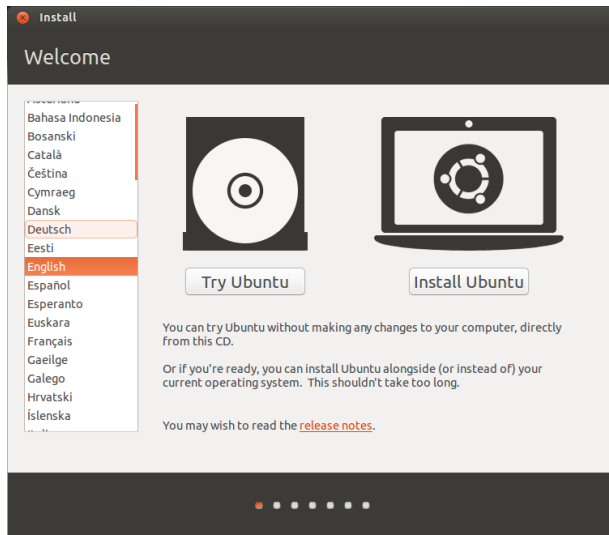 Install
Welcome
Bahasa Indonesia
Bosanski
Català
Čeština
Cymraeg
Dansk
Deutsch
Eesti
English
Español
Esperanto
Euskara
Français
Gaeilge
Galego
Hrvatski
Íslenska
Try Ubuntu
Install Ubuntu
You can try Ubuntu without making any changes to your computer, directly
from this CD.
Or if you're ready, you can install Ubuntu alongside (or instead of) your
current operating system. This shouldn't take too long.
You may wish to read the release notes.